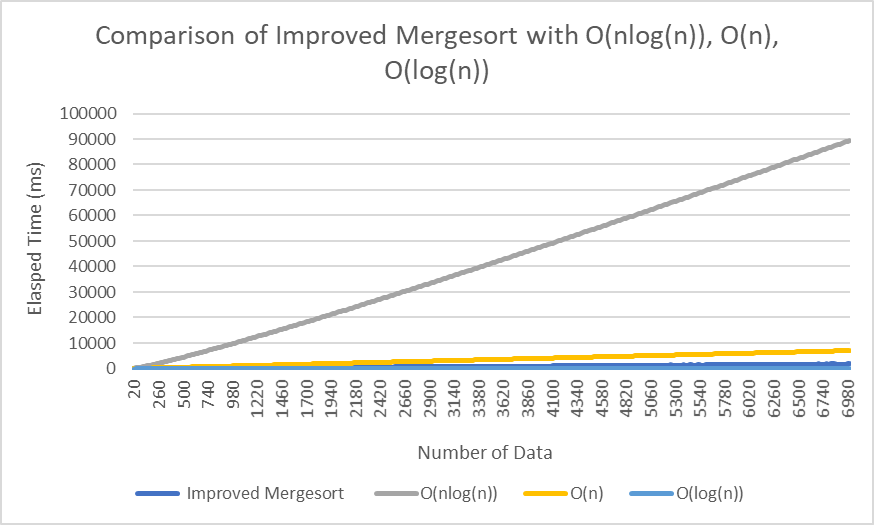 Comparison of Improved Mergesort with O(nlog(n)), O(n),
O(log(n))
100000
90000
80000
70000
60000
50000
40000
30000
20000
10000
0
Elasped Time (ms)
20 260 500 740 980 1220 1460 1700 1940 2180 2420 2660 2900 3140 3380 3620 3860 4100 4340 4580 4820 5060 5300 5540 5780 6020 6260 6500 6740 6980
Number of Data
Improved Mergesort O(nlog(n)) O(n) O(log(n))